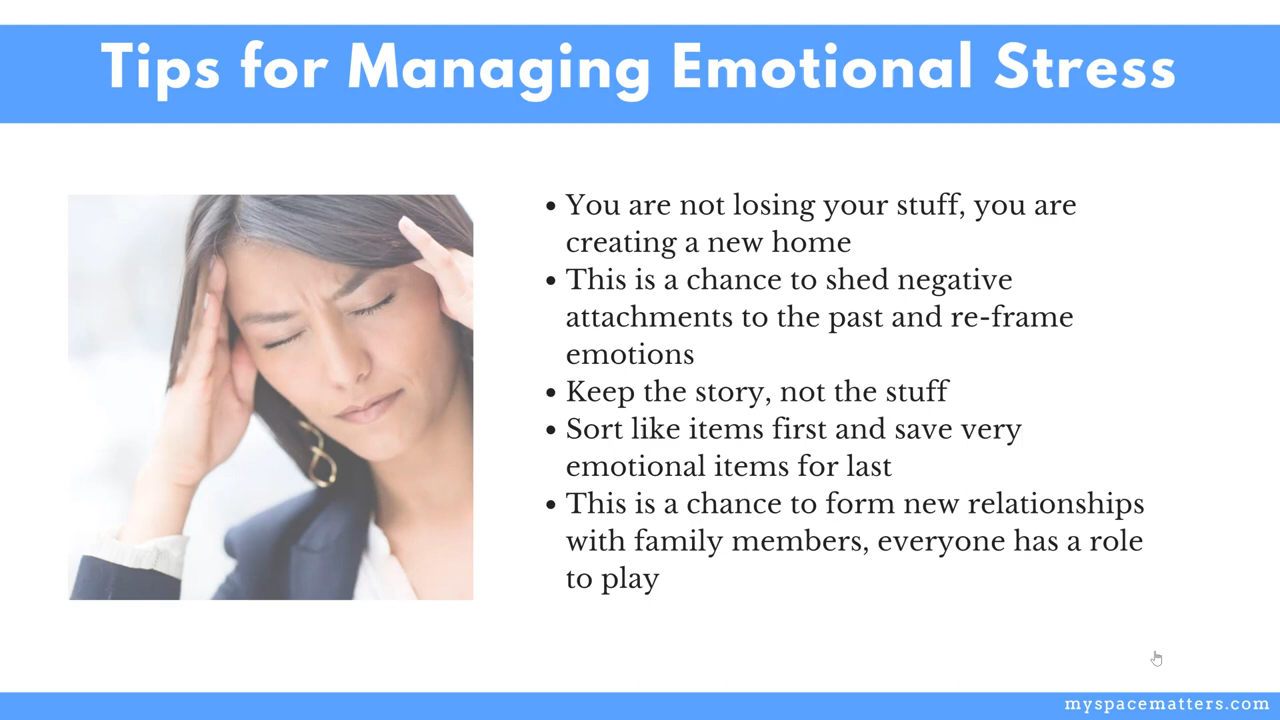 Tips for Managing Emotional Stress
• You are not losing your stuff, you are
creating a new home
• This is a chance to shed negative
attachments to the past and re-frame
emotions
• Keep the story, not the stuff
• Sort like items first and save very
emotional items for last
• This is a chance to form new relationships
with family members, everyone has a role
to play
myspacematters.com